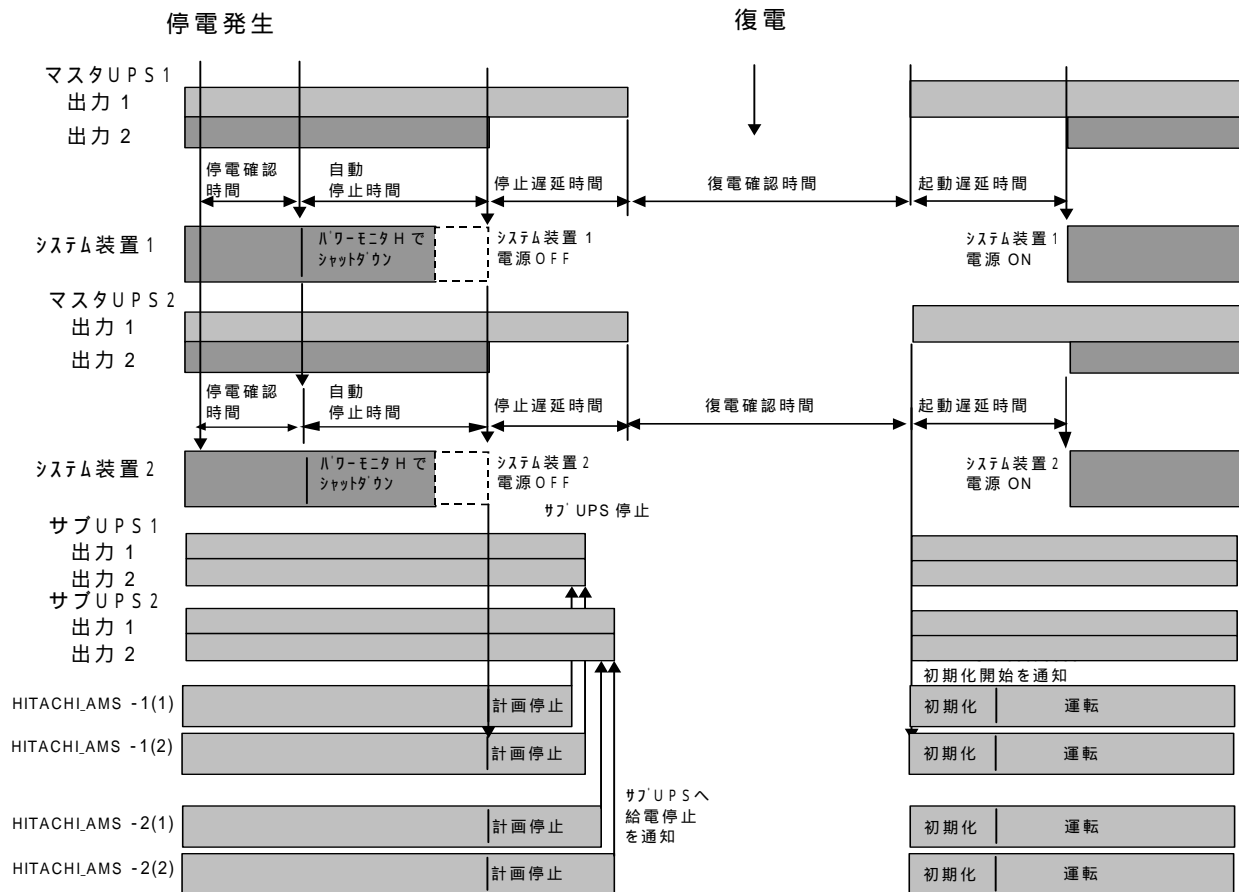 停電発生
復電
マスタUPS1
出力 1
出力 2
停電確認
時間
自動
停止時間
停止遅延時間
復電確認時間
起動遅延時間
システム装置1
パワーモニタ H で
シャットダウン
システム装置 1
電源OFF
システム装置1
電源 ON
マスタUPS2
出力 1
出力 2
停電確認
時間
自動
停止時間
停止遅延時間
復電確認時間
起動遅延時間
システム装置2
パワーモニタ H で
シャットダウン
システム装置2
電源OFF
システム装置2
電源 ON
サブ UPS 停止
サブUPS1
出力 1
出力 2
サブUPS2
出力 1
出力 2
初期化開始を通知
HITACHI_AMS -1(1)
計画停止
初期化
運転
HITACHI_AMS -1(2)
計画停止
初期化
運転
サブUPSへ
給電停止
を通知
HITACHI_AMS -2(1)
計画停止
初期化
運転
HITACHI_AMS -2(2)
計画停止
初期化
運転